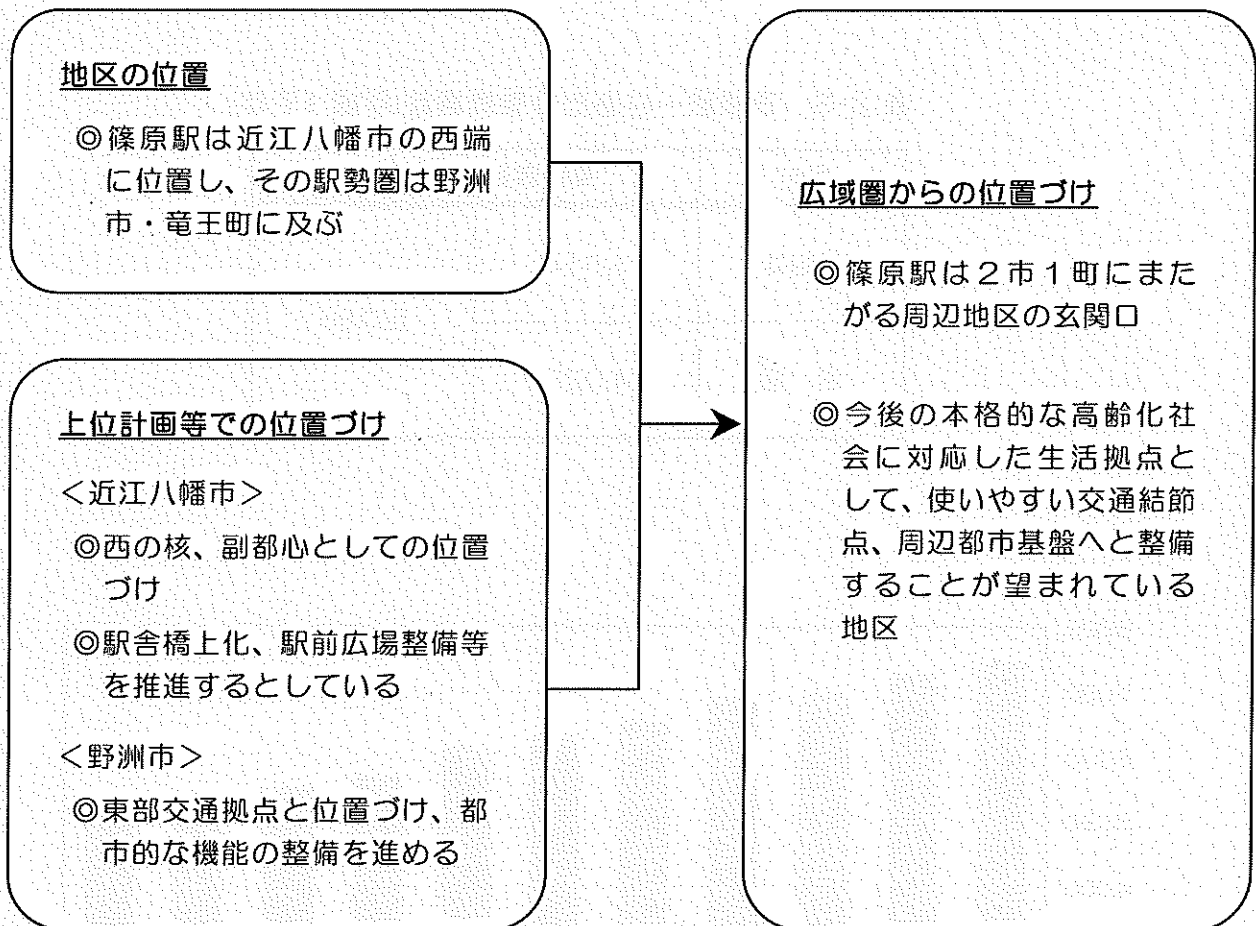 地区の位置
◎篠原駅は近江八幡市の西端
に位置し、その駅勢圏は野洲
市・竜王町に及ぶ
上位計画等での位置づけ
＜近江八幡市＞
◎西の核、副都心としての位置
づけ
◎駅舎橋上化、駅前広場整備等
を推進するとしている
＜野洲市＞
◎東部交通拠点と位置づけ、都
市的な機能の整備を進める
広域圏からの位置づけ
◎篠原駅は２市１町にまた
がる周辺地区の玄関口
◎今後の本格的な高齢化社
会に対応した生活拠点と
して、使いやすい交通結節
点、周辺都市基盤へと整備
することが望まれている
地区